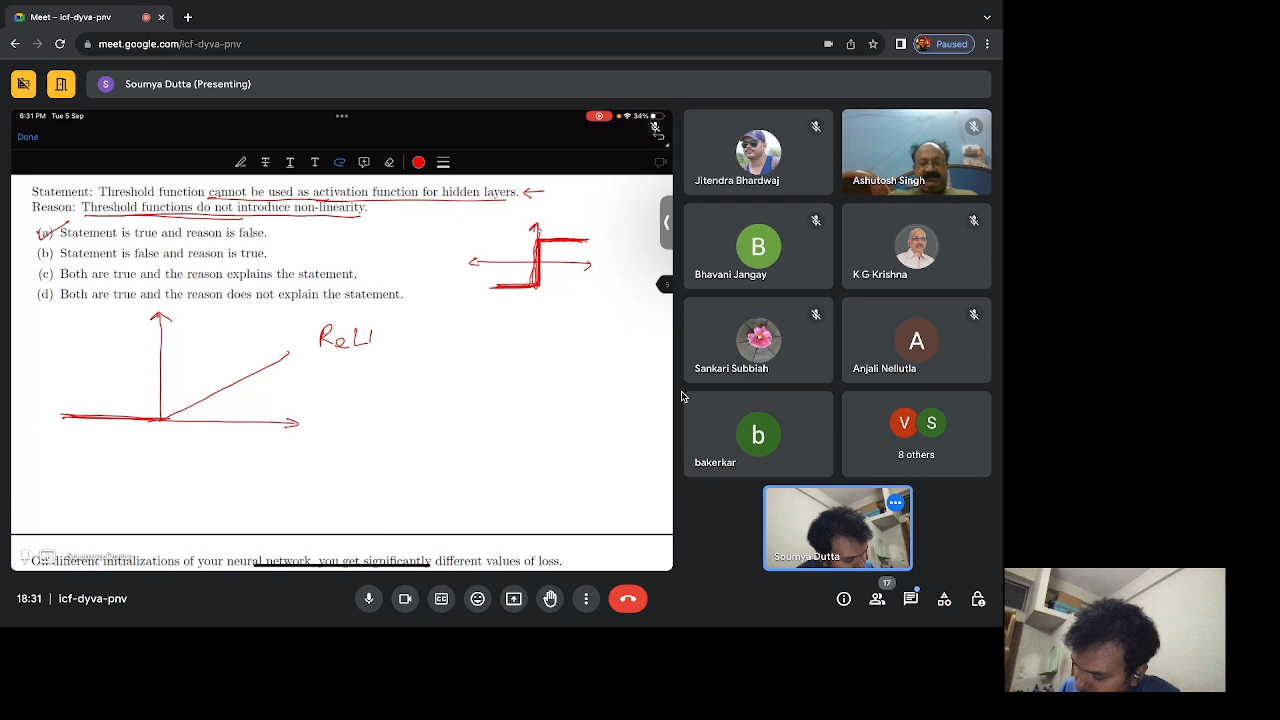 Meet – icf-dyva-pnv
meet.google.com/icf-dyva-pnv
Paused
S
Soumya Dutta (Presenting)
6:31 PM Tue 5 Sep
34%
Done
T T T
Statement: Threshold function cannot be used as activation function for hidden layers.
Reason: Threshold functions do not introduce non-linearity.
(a) Statement is true and reason is false.
(b) Statement is false and reason is true.
(c) Both are true and the reason explains the statement.
(d) Both are true and the reason does not explain the statement.
5
ReLU
On different initializations of your neural network, you get significantly different values of loss.
Soumya Dutta
Jitendra Bhardwaj
Ashutosh Singh
B
Bhavani Jangay
K G Krishna
Sankari Subbiah
A
Anjali Nellutla
b
bakerkar
V S
8 others
Soumya Dutta
18:31
icf-dyva-pnv
17